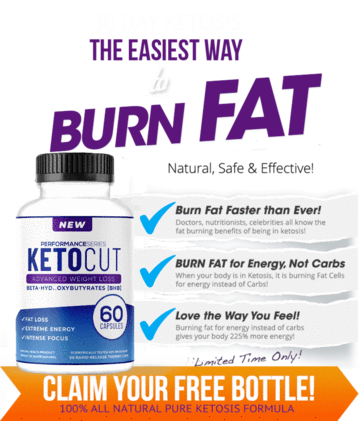 THE EASIEST WAY
to
BURN FAT
Natural, Safe & Effective!
NEW
PERFORMANCE SERIES
KETOCUT
ADVANCED WEIGHT LOSS
BETA-HYD. OXYBUTYRATES (BHB)
✓FAT LOSS
✓EXTREME ENERGY
✓INTENSE FOCUS
60
CAPSULES
Burn Fat Faster than Ever!
Doctors, nutritionists, celebrities all know the
fat burning benefits of being in ketosis!
BURN FAT for Energy, Not Carbs
When your body is in Ketosis, it is burning Fat Cells
for energy instead of Carbs!
Love the Way You Feel!
Burning fat for energy instead of carbs
gives your body 225% more energy!
Limited Time Only!
CLAIM YOUR FREE BOTTLE!
100% ALL NATURAL PURE KETOSIS FORMULA